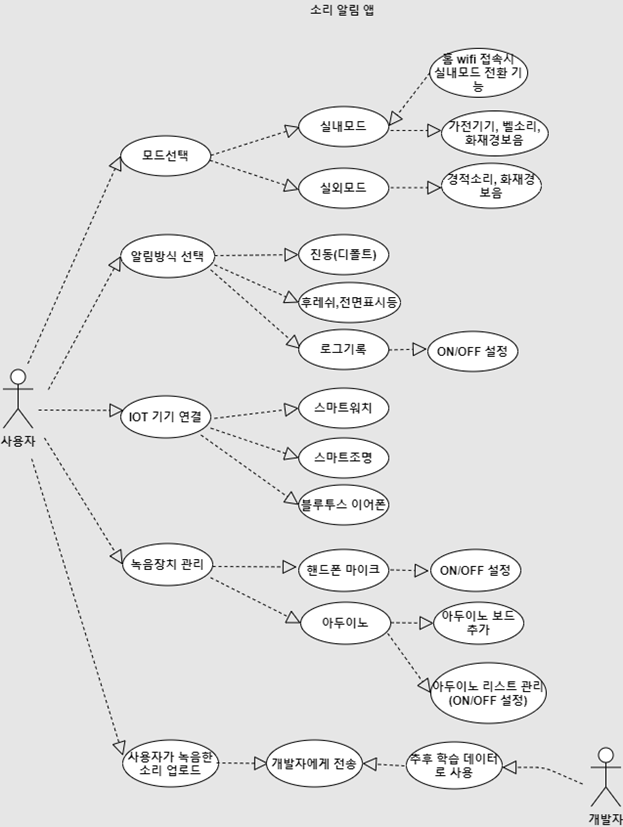 소리 알림 앱
홈 wifi 접속시
실내모드 전환 기
능
실내모드
가전기기, 벨소리,
화재경보음
모드선택
실외모드
경적소리, 화재경
보음
알림방식 선택
진동(디폴트)
후레쉬,전면표시등
로그기록
ON/OFF 설정
사용자
IOT 기기 연결
스마트워치
스마트조명
블루투스 이어폰
녹음장치 관리
핸드폰 마이크
ON/OFF 설정
아두이노
아두이노 보드
추가
아두이노 리스트 관리
(ON/OFF 설정)
사용자가 녹음한
소리 업로드
개발자에게 전송
추후 학습 데이터
로 사용
개발자